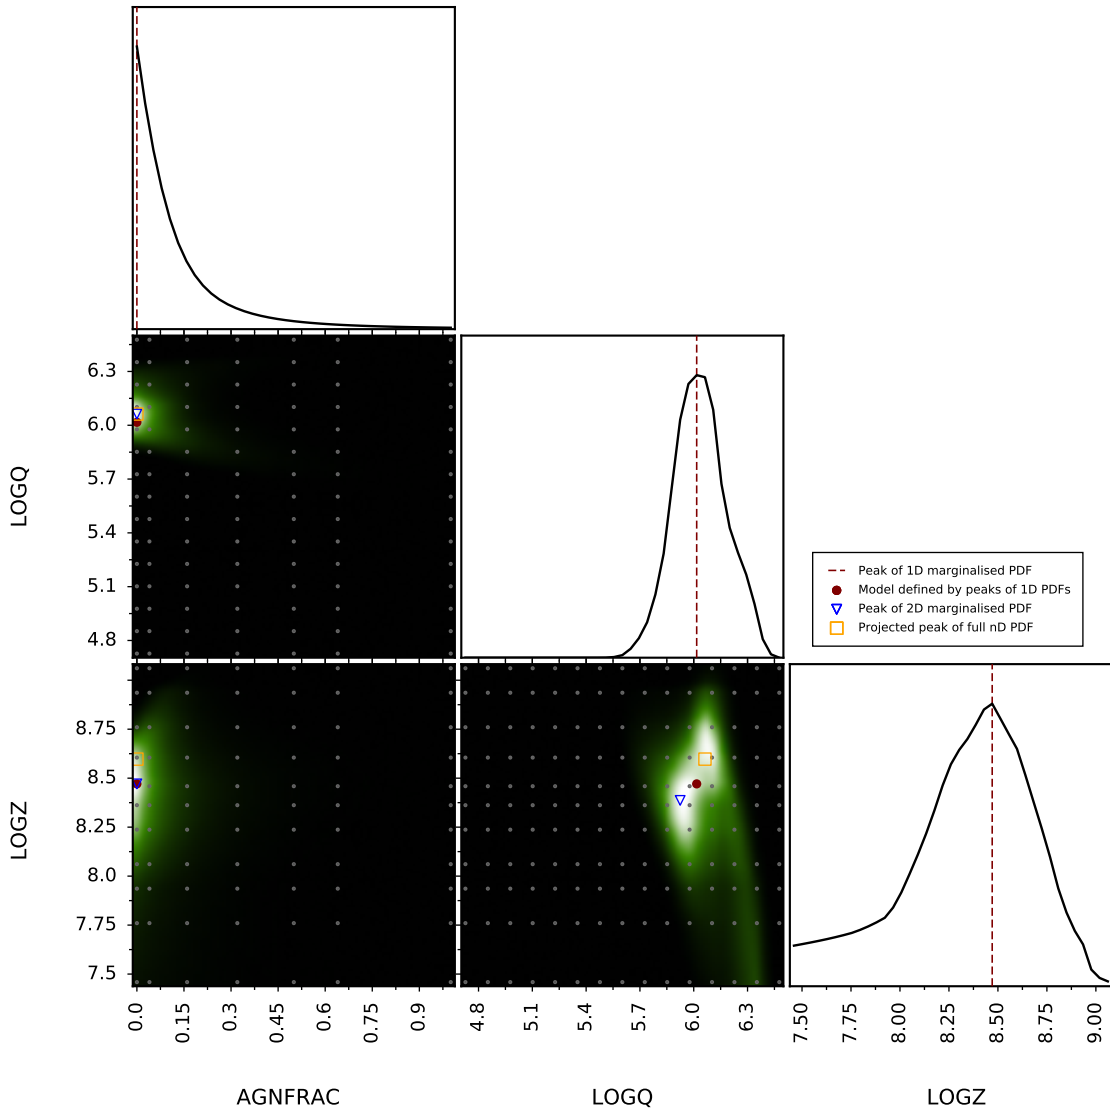 6.3
6.0
5.7
5.4
5.1
4.8
LOGQ
Peak of 1D marginalised PDF
Model defined by peaks of 1D PDFs
Peak of 2D marginalised PDF
Projected peak of full nD PDF
8.75
8.5
8.25
8.0
7.75
7.5
LOGZ
0.0 0.15 0.3 0.45 0.6 0.75 0.9
4.8 5.1 5.4 5.7 6.0 6.3
7.50 7.75 8.00 8.25 8.50 8.75 9.00
AGNFRAC LOGQ LOGZ